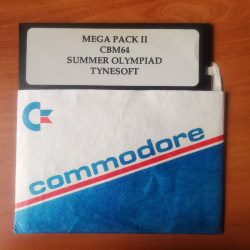 MEGA PACK II
CBM64
SUMMER OLYMPIAD
TYNESOFT
commodore